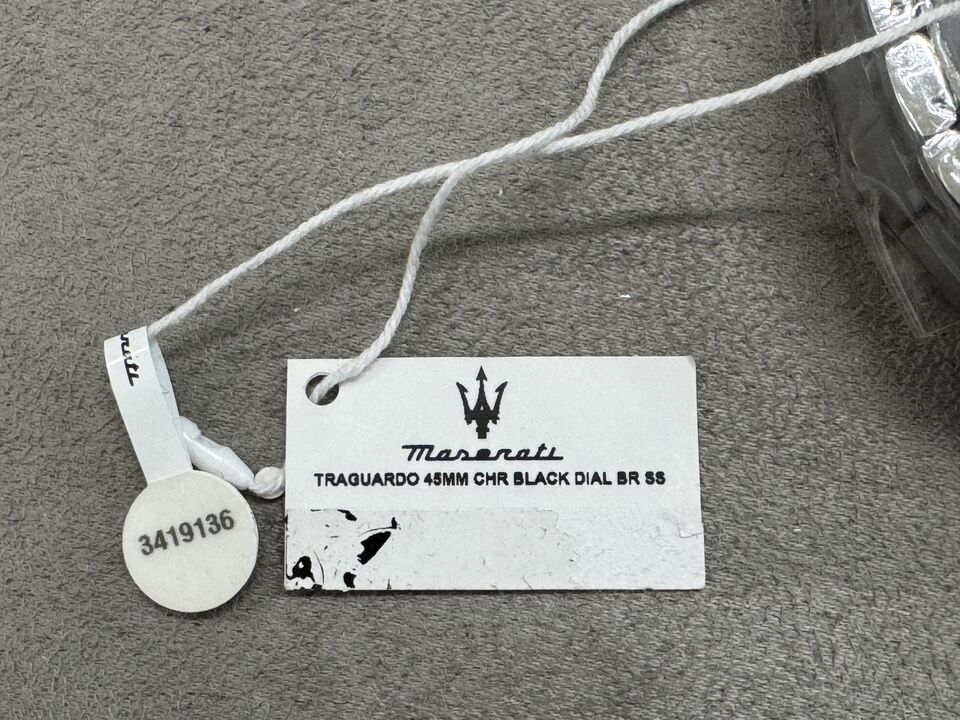 Maserati
TRAGUARDO 45MM CHR BLACK DIAL BR SS
3419136